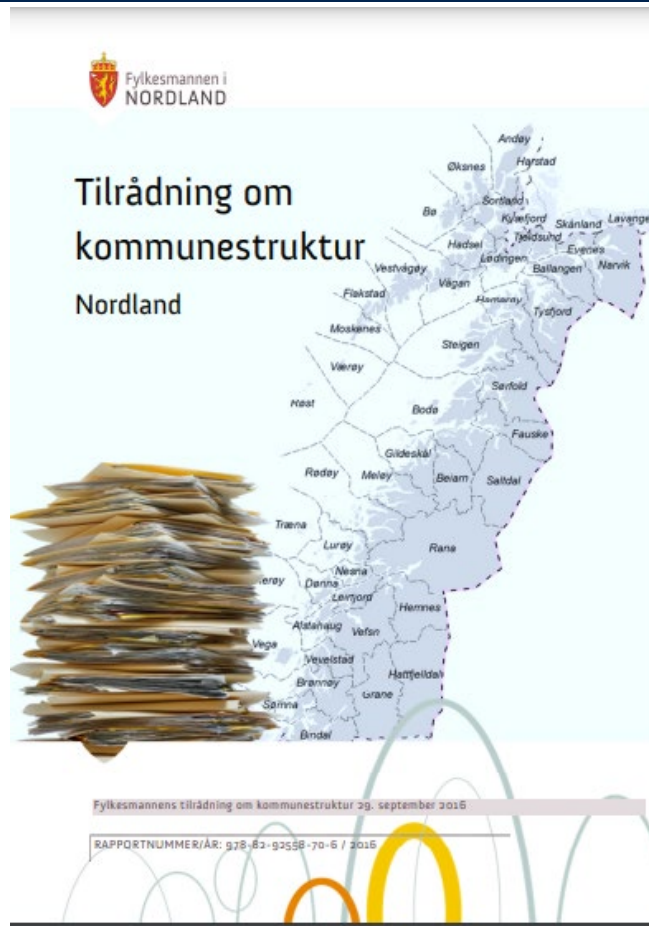 Fylkesmannen i
NORDLAND
Tilrådning om
kommunestruktur
Nordland
Andøy
Øksnes
Harstad
Sortland
Bø
Kvæfjord
Skånland
Lavange
Hadsel
Tjeldsund
Evenes
Lødingen
Ballangen
Narvik
Vestvågøy
Vågan
Flakstad
Hamarøy
Tysfjord
Moskenes
Steigen
Værøy
Sørfold
Røst
Bodø
Fauske
Gildeskål
Rødøy
Meløy
Beiarn
Saltdal
Træna
Lurøy
Rana
Nesna
erøy
Dønna
Leirfjord
Hemnes
Alstahaug
Vefsn
Vega
Vevelstad
Hattfjelldal
Brønnøy
Grane
Sømna
Bindal
Fylkesmannens tilrådning om kommunestruktur 29. september 2016
RAPPORTNUMMER/ÅR: 978-82-92558-70-6 / 2016